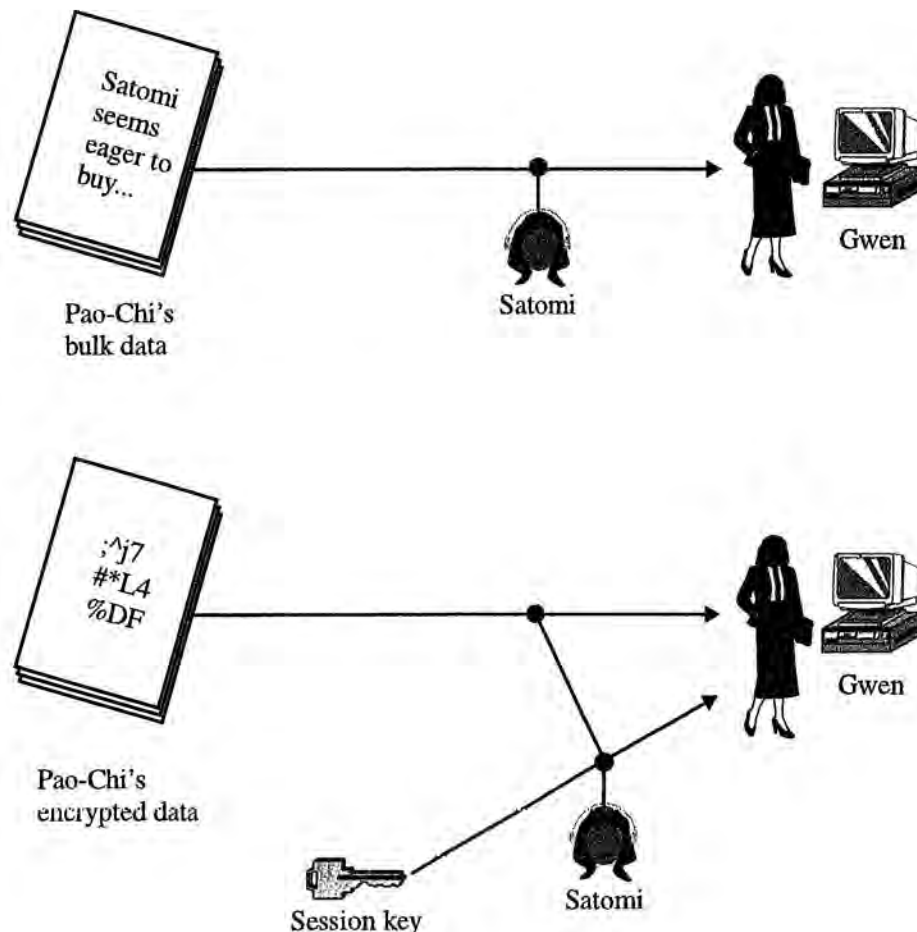 Satomi
seems
eager to
buy...
Pao-Chi's
bulk data
Satomi
Gwen
;^j7
#*L4
%DF
Pao-Chi's
encrypted data
Session key
Satomi
Gwen